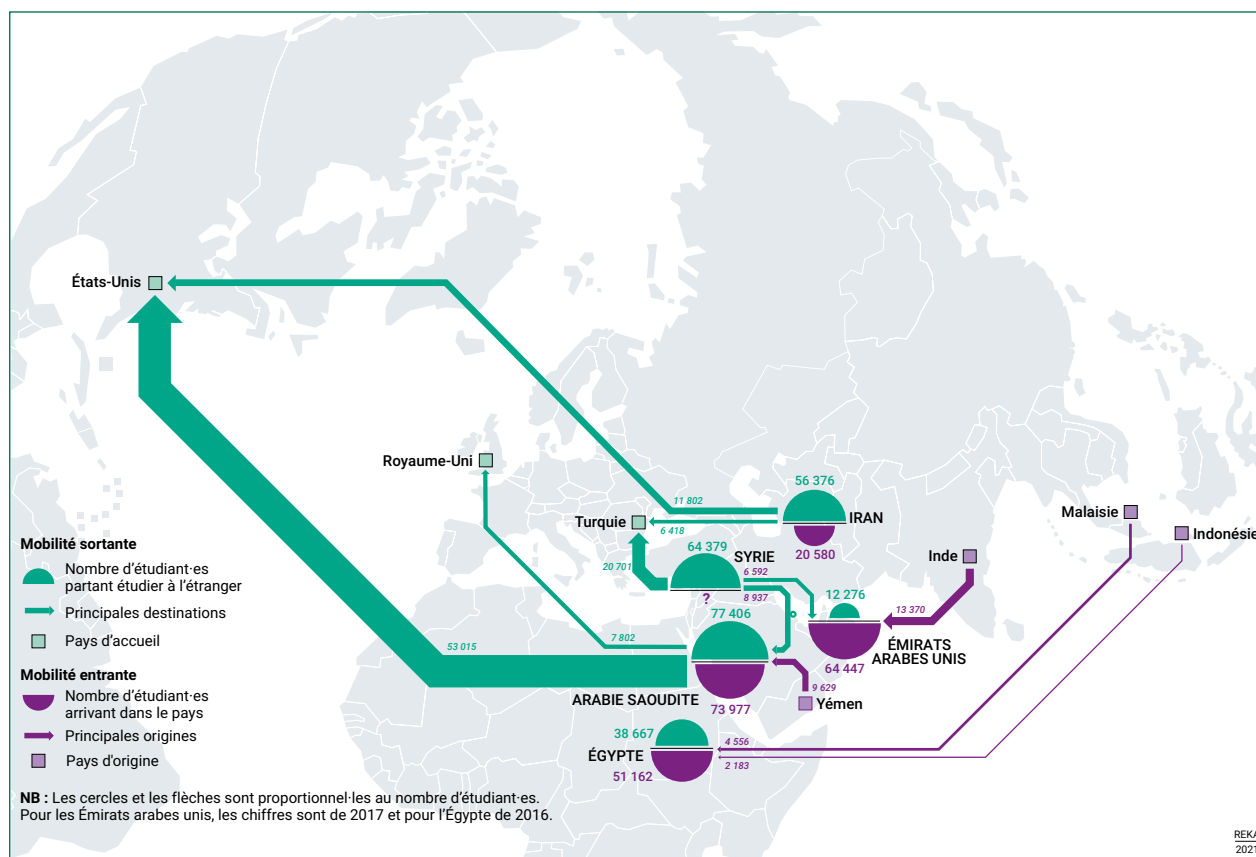 États-Unis
Royaume-Uni
56 376
11 802
IRAN
Malaisie
Turquie
6 418
Indonésie
64 379
SYRIE
20 580
Inde
20 701
6 592
?
8 937
12 276
13 370
77 406
7 802
53 015
ÉMIRATS
ARABES UNIS
64 447
ARABIE SAOUDITE
9 629
Yémen
73 977
38 667
4 556
ÉGYPTE
2 183
51 162
Mobilité sortante
Nombre d'étudiant·es
partant étudier à l'étranger
Principales destinations
Pays d'accueil
Mobilité entrante
Nombre d'étudiant·es
arrivant dans le pays
Principales origines
Pays d'origine
NB : Les cercles et les flèches sont proportionnel·les au nombre d'étudiant·es.
Pour les Émirats arabes unis, les chiffres sont de 2017 et pour l'Égypte de 2016.
REKA
2021